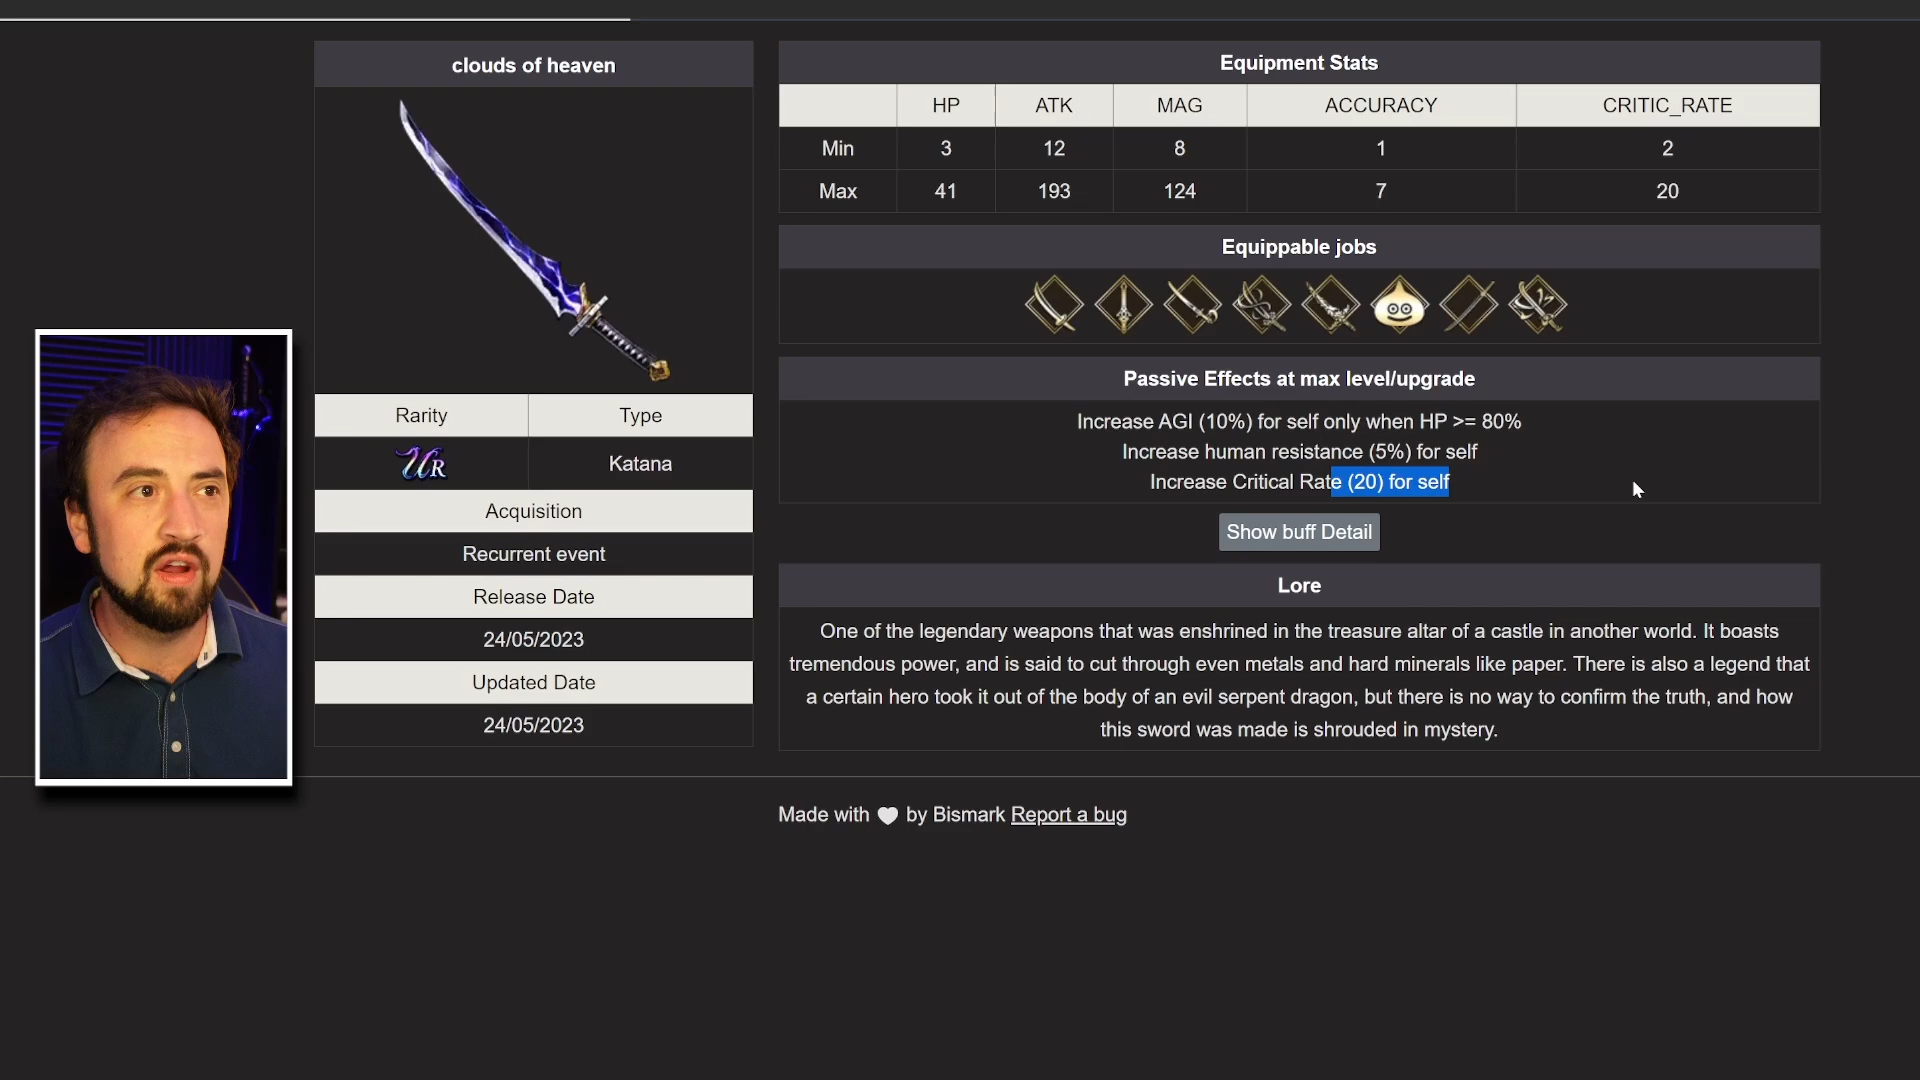 clouds of heaven
Rarity Type
UR Katana
Acquisition
Recurrent event
Release Date
24/05/2023
Updated Date
24/05/2023
Equipment Stats
HP ATK MAG ACCURACY CRITIC_RATE
Min 3 12 8 1 2
Max 41 193 124 7 20
Equippable jobs
Passive Effects at max level/upgrade
Increase AGI (10%) for self only when HP >= 80%
Increase human resistance (5%) for self
Increase Critical Rate (20) for self
Show buff Detail
Lore
One of the legendary weapons that was enshrined in the treasure altar of a castle in another world. It boasts
tremendous power, and is said to cut through even metals and hard minerals like paper. There is also a legend that
a certain hero took it out of the body of an evil serpent dragon, but there is no way to confirm the truth, and how
this sword was made is shrouded in mystery.
Made with by Bismark Report a bug